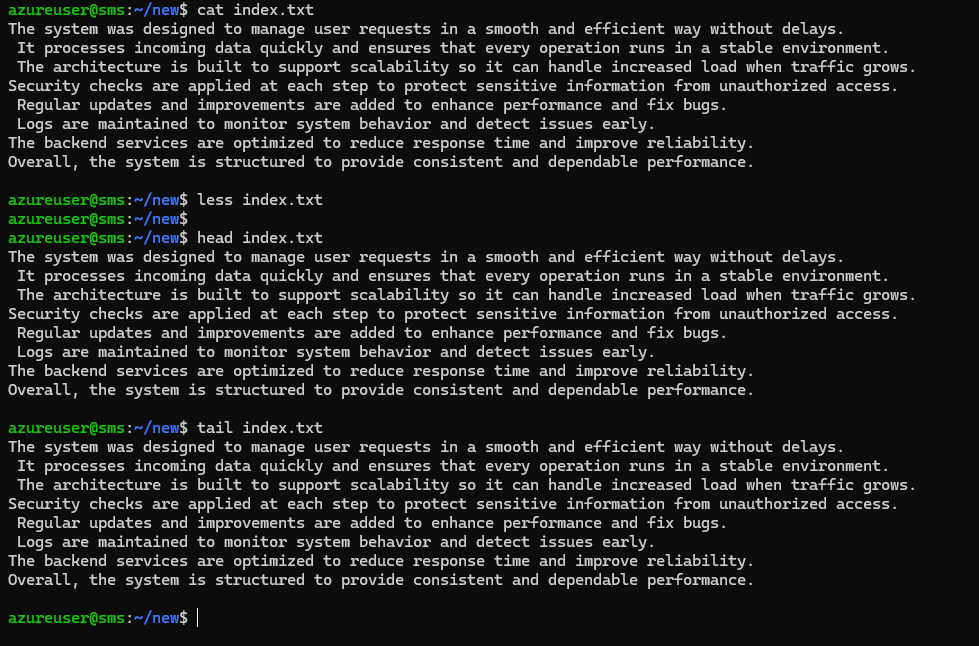 azureuser@sms:~/new$ cat index.txt
The system was designed to manage user requests in a smooth and efficient way without delays.
 It processes incoming data quickly and ensures that every operation runs in a stable environment.
 The architecture is built to support scalability so it can handle increased load when traffic grows.
Security checks are applied at each step to protect sensitive information from unauthorized access.
 Regular updates and improvements are added to enhance performance and fix bugs.
 Logs are maintained to monitor system behavior and detect issues early.
The backend services are optimized to reduce response time and improve reliability.
Overall, the system is structured to provide consistent and dependable performance.

azureuser@sms:~/new$ less index.txt
azureuser@sms:~/new$
azureuser@sms:~/new$ head index.txt
The system was designed to manage user requests in a smooth and efficient way without delays.
 It processes incoming data quickly and ensures that every operation runs in a stable environment.
 The architecture is built to support scalability so it can handle increased load when traffic grows.
Security checks are applied at each step to protect sensitive information from unauthorized access.
 Regular updates and improvements are added to enhance performance and fix bugs.
 Logs are maintained to monitor system behavior and detect issues early.
The backend services are optimized to reduce response time and improve reliability.
Overall, the system is structured to provide consistent and dependable performance.

azureuser@sms:~/new$ tail index.txt
The system was designed to manage user requests in a smooth and efficient way without delays.
 It processes incoming data quickly and ensures that every operation runs in a stable environment.
 The architecture is built to support scalability so it can handle increased load when traffic grows.
Security checks are applied at each step to protect sensitive information from unauthorized access.
 Regular updates and improvements are added to enhance performance and fix bugs.
 Logs are maintained to monitor system behavior and detect issues early.
The backend services are optimized to reduce response time and improve reliability.
Overall, the system is structured to provide consistent and dependable performance.

azureuser@sms:~/new$